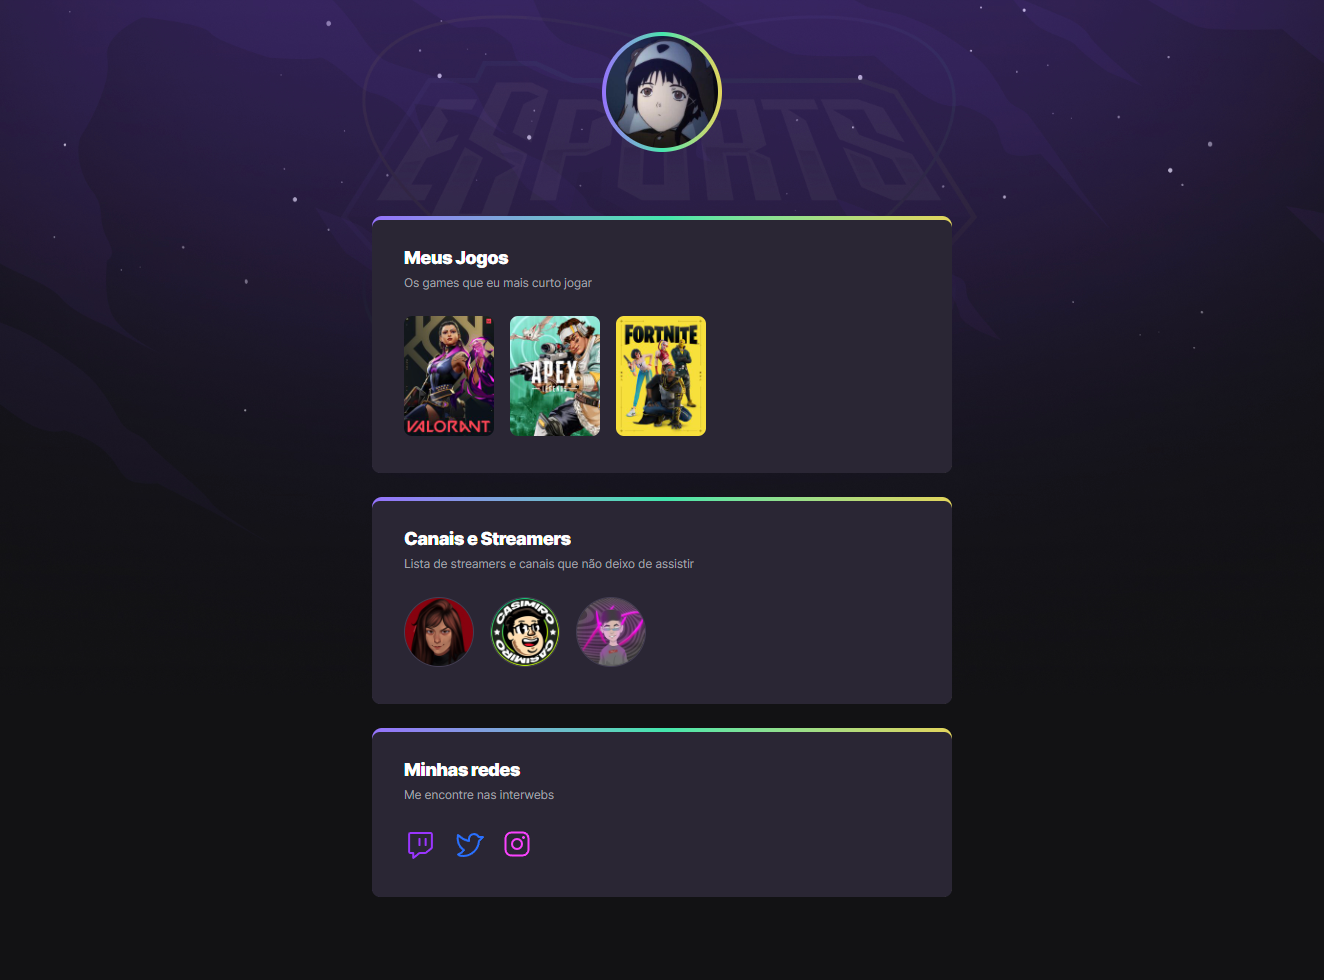 ESPORTS
Meus Jogos
Os games que eu mais curto jogar
VALORANT
APEX
LEGENDS
FORTNITE
Canais e Streamers
Lista de streamers e canais que não deixo de assistir
CASIMIRO
CASIMIRO
Minhas redes
Me encontre nas interwebs